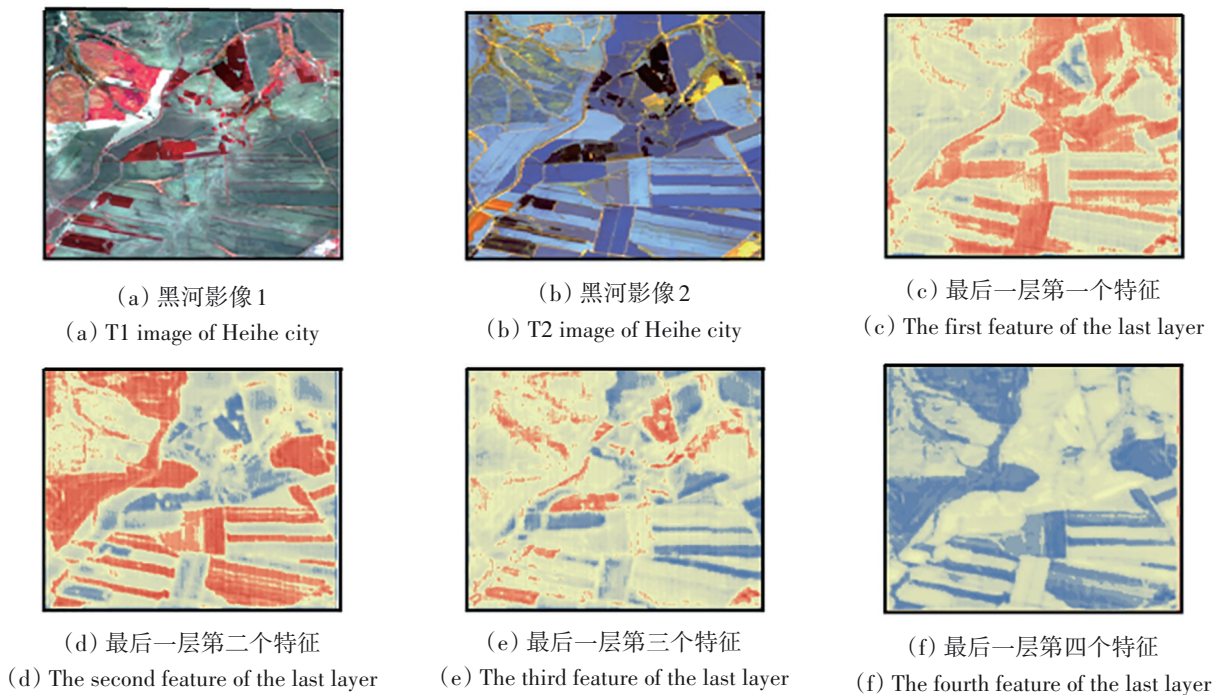 (a) 黑河影像1
(a) T1 image of Heihe city
(b) 黑河影像2
(b) T2 image of Heihe city
(c) 最后一层第一个特征
(c) The first feature of the last layer
(d) 最后一层第二个特征
(d) The second feature of the last layer
(e) 最后一层第三个特征
(e) The third feature of the last layer
(f) 最后一层第四个特征
(f) The fourth feature of the last layer